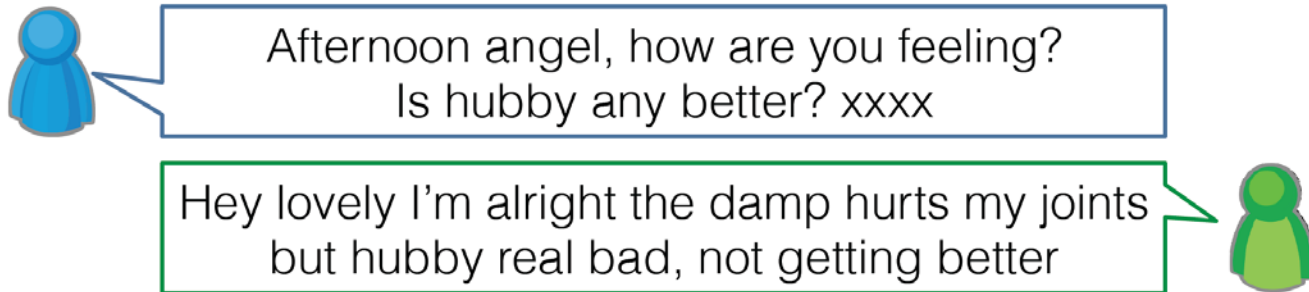 Afternoon angel, how are you feeling?
Is hubby any better? xxxx
Hey lovely I'm alright the damp hurts my joints
but hubby real bad, not getting better